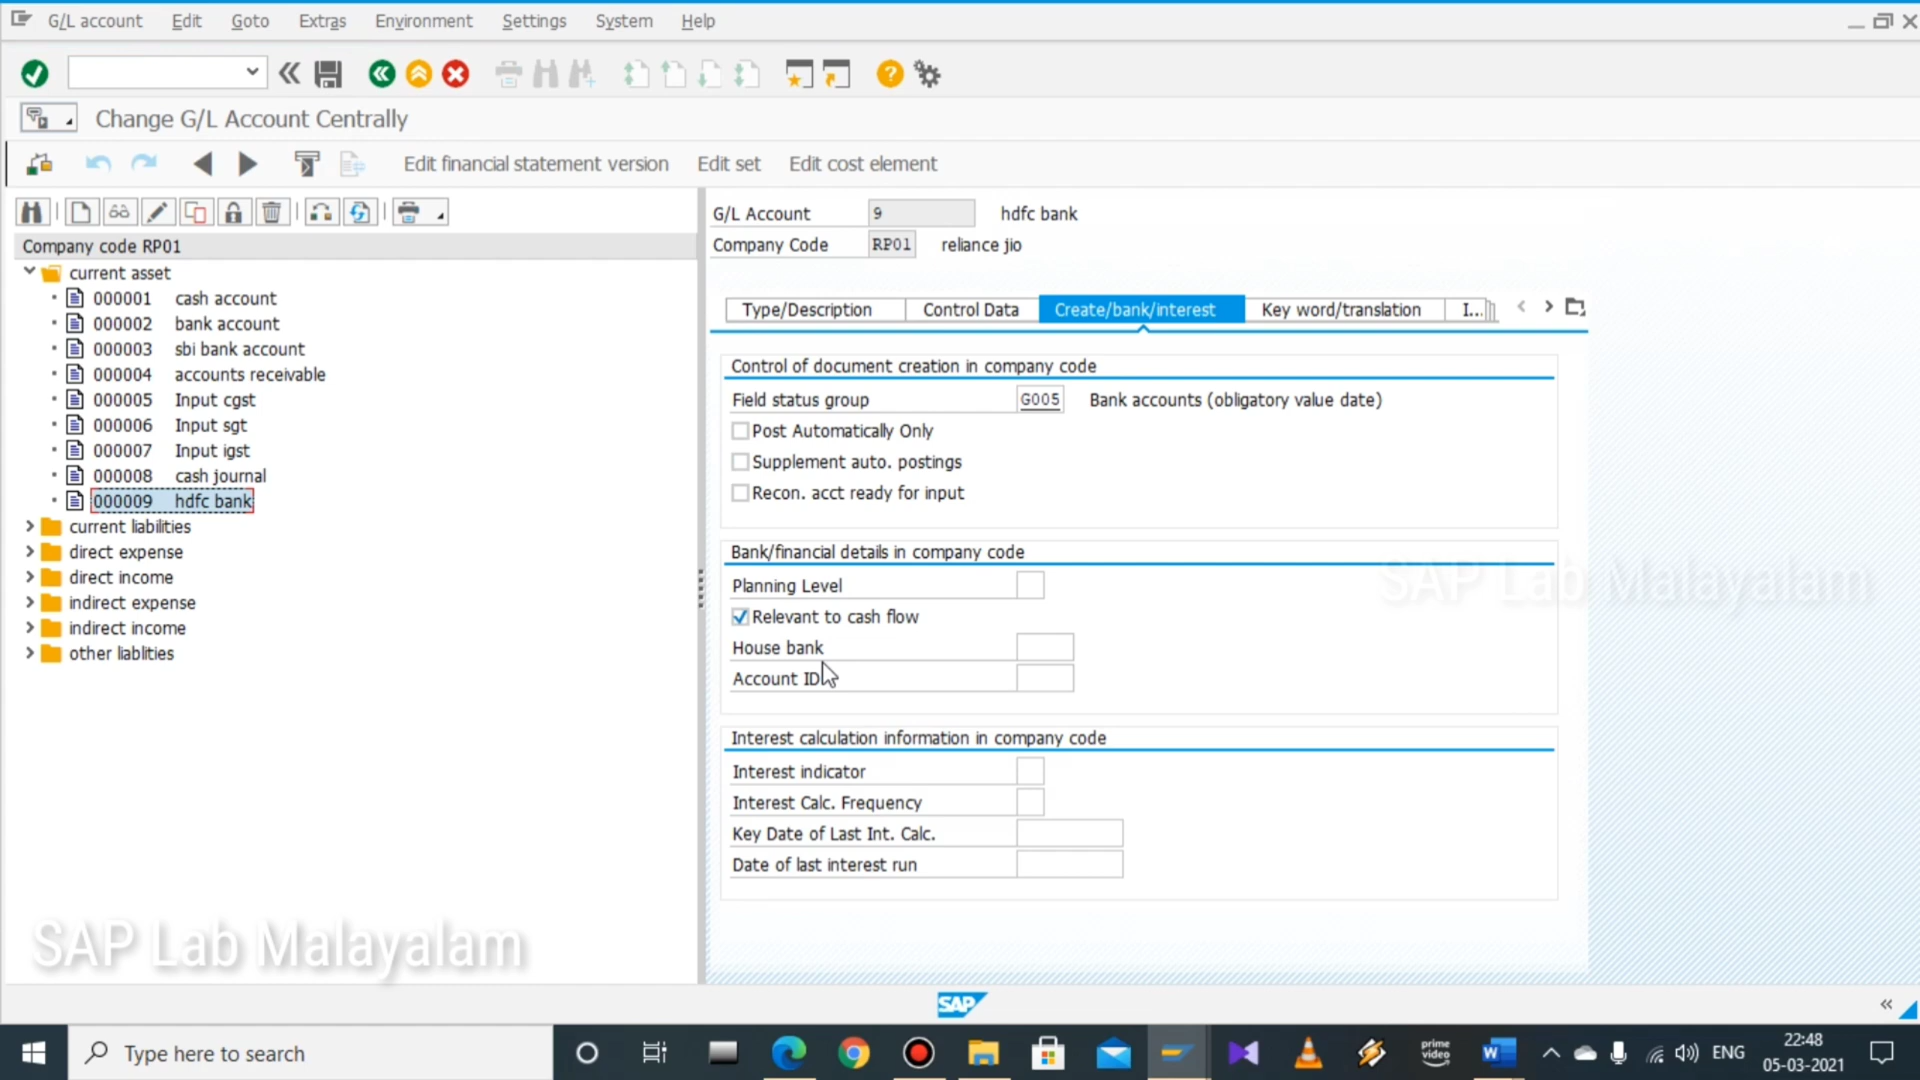 G/L account Edit Goto Extras Environment Settings System Help
Change G/L Account Centrally
Edit financial statement version Edit set Edit cost element
Company code RP01
current asset
000001 cash account
000002 bank account
000003 sbi bank account
000004 accounts receivable
000005 Input cgst
000006 Input sgt
000007 Input igst
000008 cash journal
000009 hdfc bank
current liabilities
direct expense
direct income
indirect expense
indirect income
other liablities
G/L Account 9 hdfc bank
Company Code RP01 reliance jio
Type/Description Control Data Create/bank/interest Key word/translation I...
Control of document creation in company code
Field status group G005 Bank accounts (obligatory value date)
Post Automatically Only
Supplement auto. postings
Recon. acct ready for input
Bank/financial details in company code
Planning Level
Relevant to cash flow
House bank
Account ID
Interest calculation information in company code
Interest indicator
Interest Calc. Frequency
Key Date of Last Int. Calc.
Date of last interest run
SAP Lab Malayalam
SAP Lab Malayalam
SAP
Type here to search
prime video
W
ENG
22:48
05-03-2021